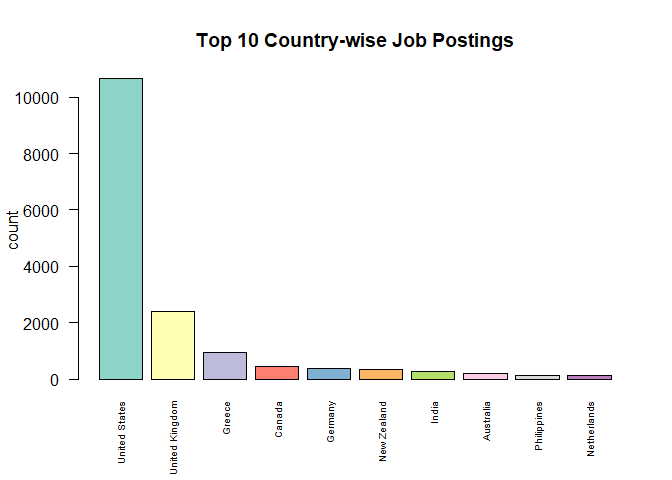 Top 10 Country-wise Job Postings
count
10000
8000
6000
4000
2000
0
United States
United Kingdom
Greece
Canada
Germany
New Zealand
India
Australia
Philippines
Netherlands